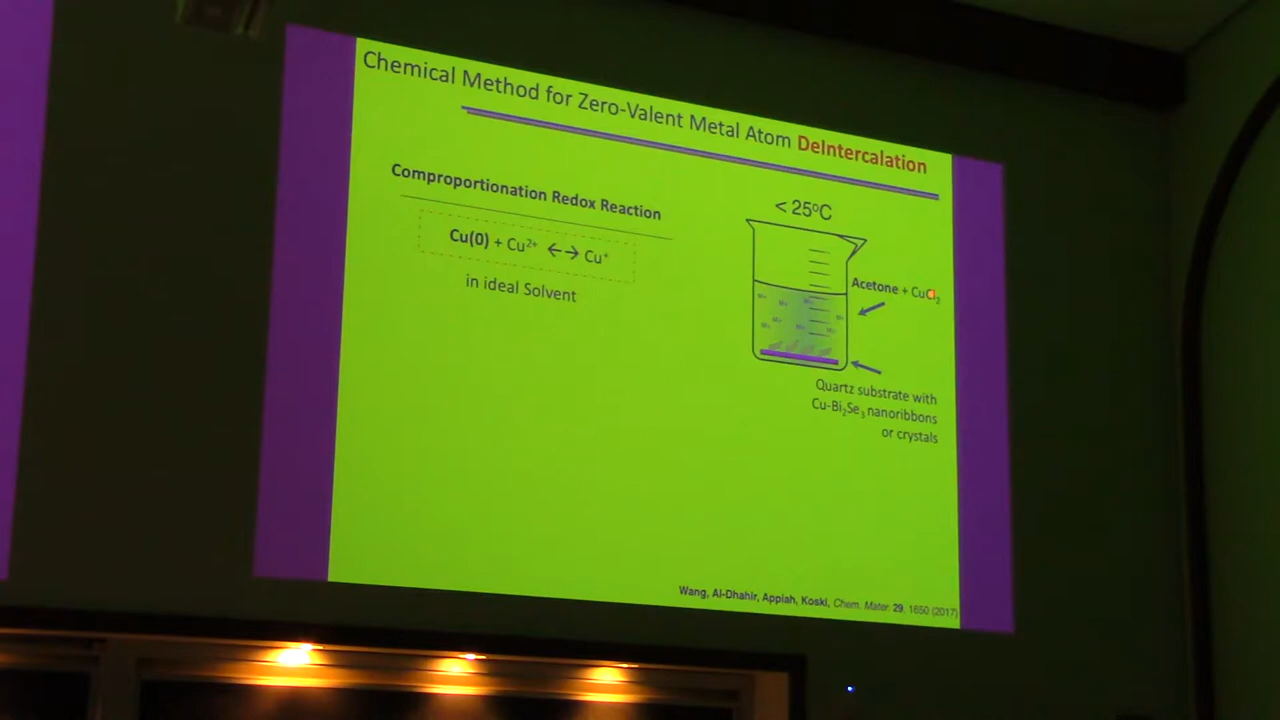 Chemical Method for Zero-Valent Metal Atom DeIntercalation
Comproportionation Redox Reaction
Cu(0) + Cu²⁺ ←→ Cu⁺
in ideal Solvent
< 25°C
Acetone + CuCl₂
Quartz substrate with
Cu-Bi₂Se₃ nanoribbons
or crystals
Wang, Al-Dhahir, Appiah, Koski, Chem. Mater. 29, 1650 (2017)